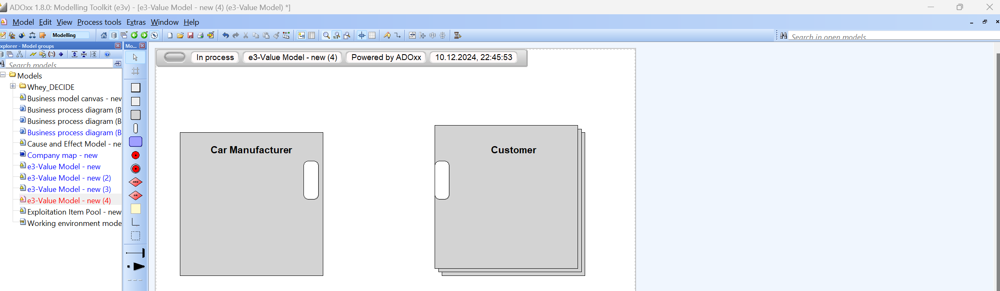 ADOxx 1.8.0: Modelling Toolkit (e3v) - [e3-Value Model - new (4) (e3-Value Model) *]
Model Edit View Process tools Extras Window Help
Modelling
Search in open models
xplorer - Model groups
Mo...
Search models
Models
Whey_DECIDE
Business model canvas - new
Business process diagram (B
Business process diagram (B
Business process diagram (B
Cause and Effect Model - ne
Company map - new
e3-Value Model - new
e3-Value Model - new (2)
e3-Value Model - new (3)
e3-Value Model - new (4)
Exploitation Item Pool - new
Working environment mode
AND
OR
In process
e3-Value Model - new (4)
Powered by ADOxx
10.12.2024, 22:45:53
Car Manufacturer
Customer